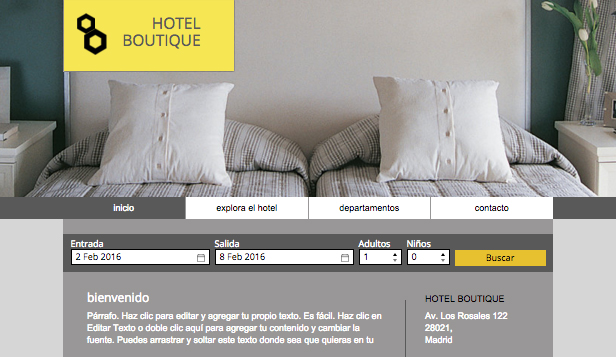 HOTEL
BOUTIQUE
inicio
explora el hotel
departamentos
contacto
Entrada
Salida
Adultos
Niños
2 Feb 2016
8 Feb 2016
1
0
Buscar
bienvenido
Párrafo. Haz clic para editar y agregar tu propio texto. Es fácil. Haz clic en
Editar Texto o doble clic aquí para agregar tu contenido y cambiar la
fuente. Puedes arrastrar y soltar este texto donde sea que quieras en tu
HOTEL BOUTIQUE
Av. Los Rosales 122
28021,
Madrid